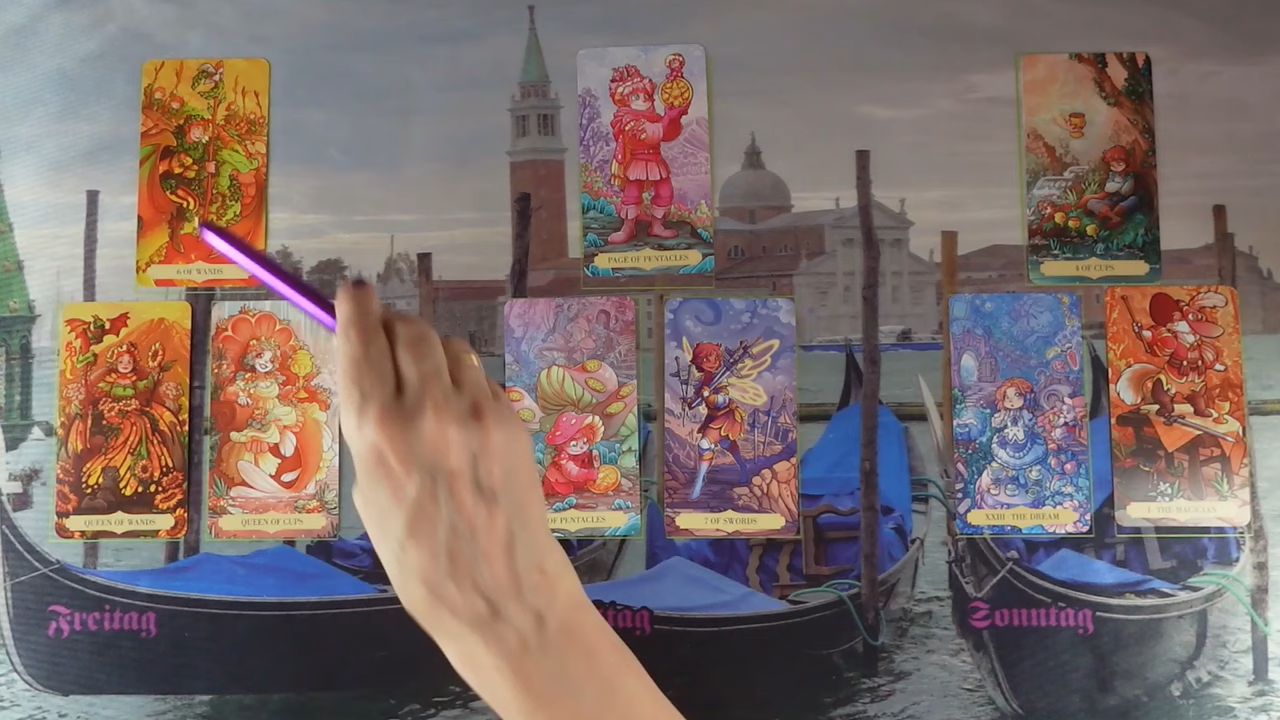 6 OF WANDS
PAGE OF PENTACLES
4 OF CUPS
QUEEN OF WANDS
QUEEN OF CUPS
OF PENTACLES
7 OF SWORDS
XXIII · THE DREAM
I · THE MAGICIAN
Freitag
tag
Sonntag